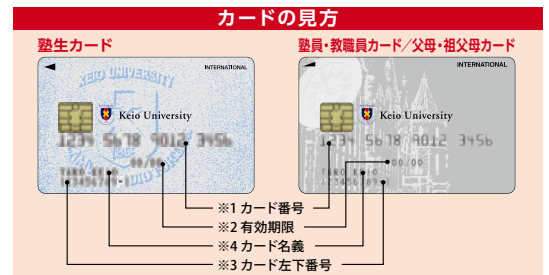 カードの見方
塾生カード
INTERNATIONAL
Keio University
1234 5678 9012 3456
00/00
TARO KEIO
123456789-1
塾員・教職員カード／父母・祖父母カード
INTERNATIONAL
Keio University
1234 5678 9012 3456
00/00
TARO KEIO
123456789-1
※1 カード番号
※2 有効期限
※4 カード名義
※3 カード左下番号